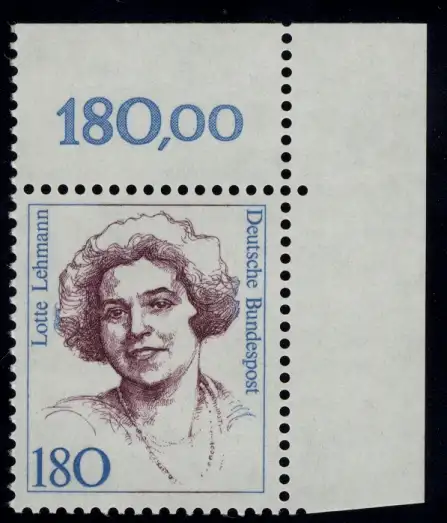 180,00
Lotte Lehmann
Deutsche Bundespost
180